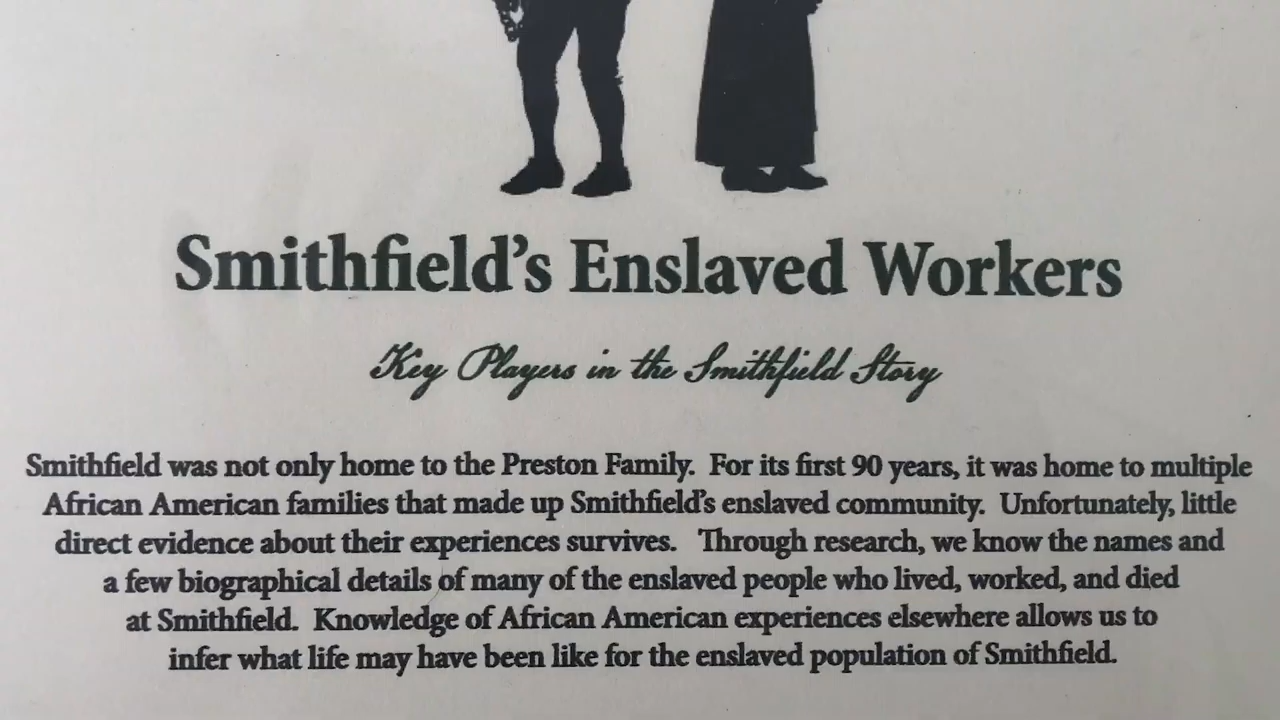 Smithfield's Enslaved Workers
Key Players in the Smithfield Story
Smithfield was not only home to the Preston Family. For its first 90 years, it was home to multiple
African American families that made up Smithfield's enslaved community. Unfortunately, little
direct evidence about their experiences survives. Through research, we know the names and
a few biographical details of many of the enslaved people who lived, worked, and died
at Smithfield. Knowledge of African American experiences elsewhere allows us to
infer what life may have been like for the enslaved population of Smithfield.